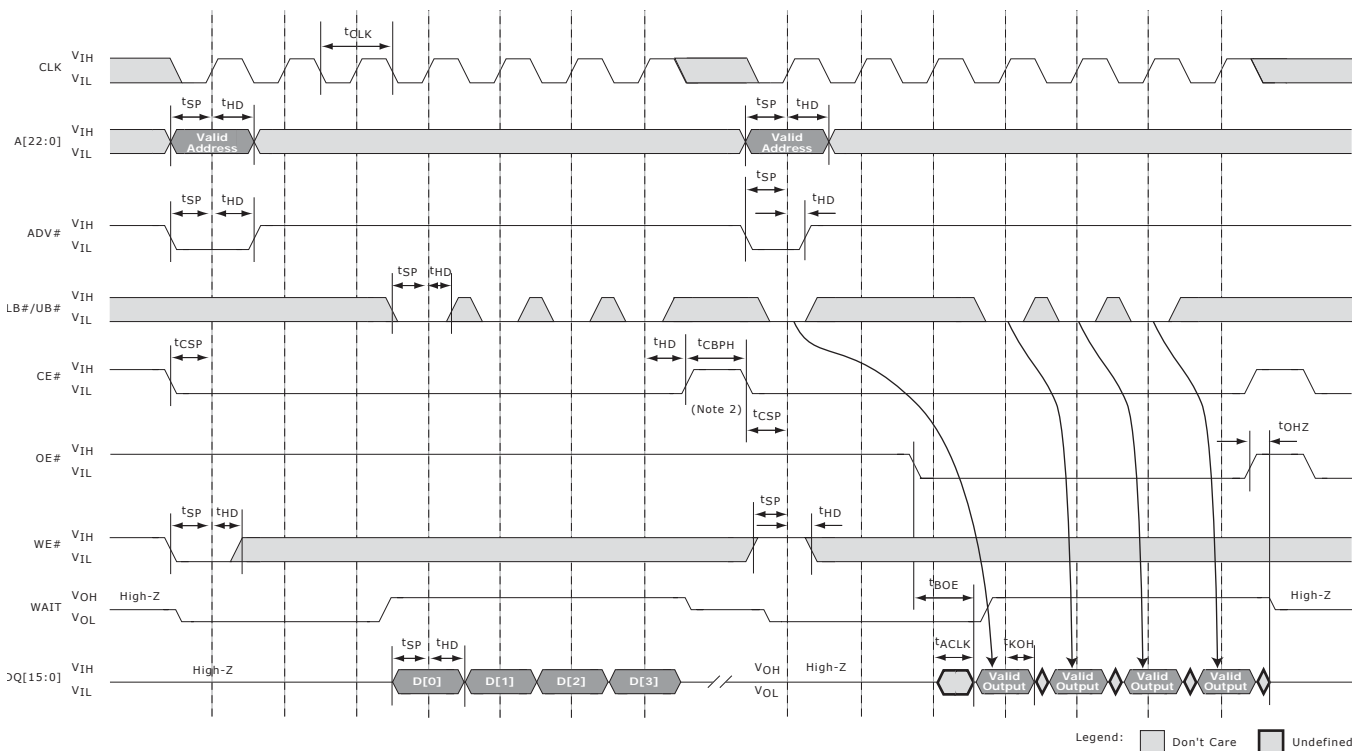 tCLK
CLK VIH
VIL
tSP tHD tSP tHD
A[22:0] VIH Valid Address Valid Address
VIL
tSP
tSP tHD tHD
ADV# VIH
VIL
tSP tHD
LB#/UB# VIH
VIL
tCSP tHD tCBPH
CE# VIH
VIL
(Note 2)
tCSP
tOHZ
OE# VIH
VIL
tSP tHD tSP tHD
WE# VIH
VIL
tBOE
WAIT VOH High-Z High-Z
VOL
tSP tHD tACLK tKOH
DQ[15:0] VIH High-Z D[0] D[1] D[2] D[3] VOH High-Z Valid Output Valid Output Valid Output Valid Output
VIL VOL
Legend: Don't Care Undefined